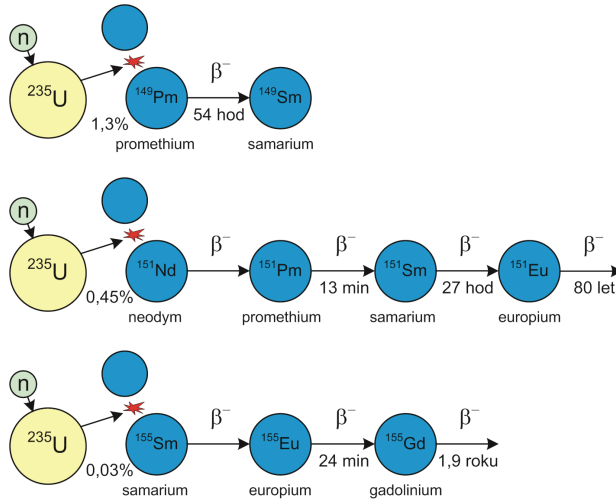 n
β⁻
²³⁵U
¹⁴⁹Pm
¹⁴⁹Sm
1,3%
54 hod
promethium
samarium
n
β⁻ β⁻ β⁻ β⁻
²³⁵U
¹⁵¹Nd
¹⁵¹Pm
¹⁵¹Sm
¹⁵¹Eu
0,45%
13 min
27 hod
80 let
neodym
promethium
samarium
europium
n
β⁻ β⁻ β⁻
²³⁵U
¹⁵⁵Sm
¹⁵⁵Eu
¹⁵⁵Gd
0,03%
24 min
1,9 roku
samarium
europium
gadolinium